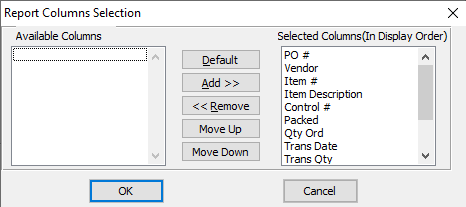 Report Columns Selection
Available Columns
Selected Columns(In Display Order)
Default
Add >>
<< Remove
Move Up
Move Down
PO #
Vendor
Item #
Item Description
Control #
Packed
Qty Ord
Trans Date
Trans Qty
OK
Cancel